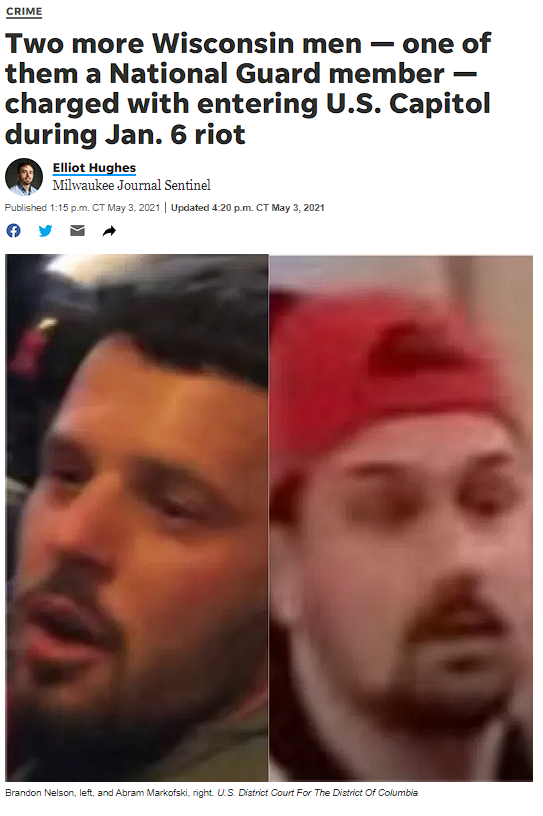 CRIME
Two more Wisconsin men — one of
them a National Guard member —
charged with entering U.S. Capitol
during Jan. 6 riot
Elliot Hughes
Milwaukee Journal Sentinel
Published 1:15 p.m. CT May 3, 2021 | Updated 4:20 p.m. CT May 3, 2021
Brandon Nelson, left, and Abram Markofski, right. U.S. District Court For The District Of Columbia